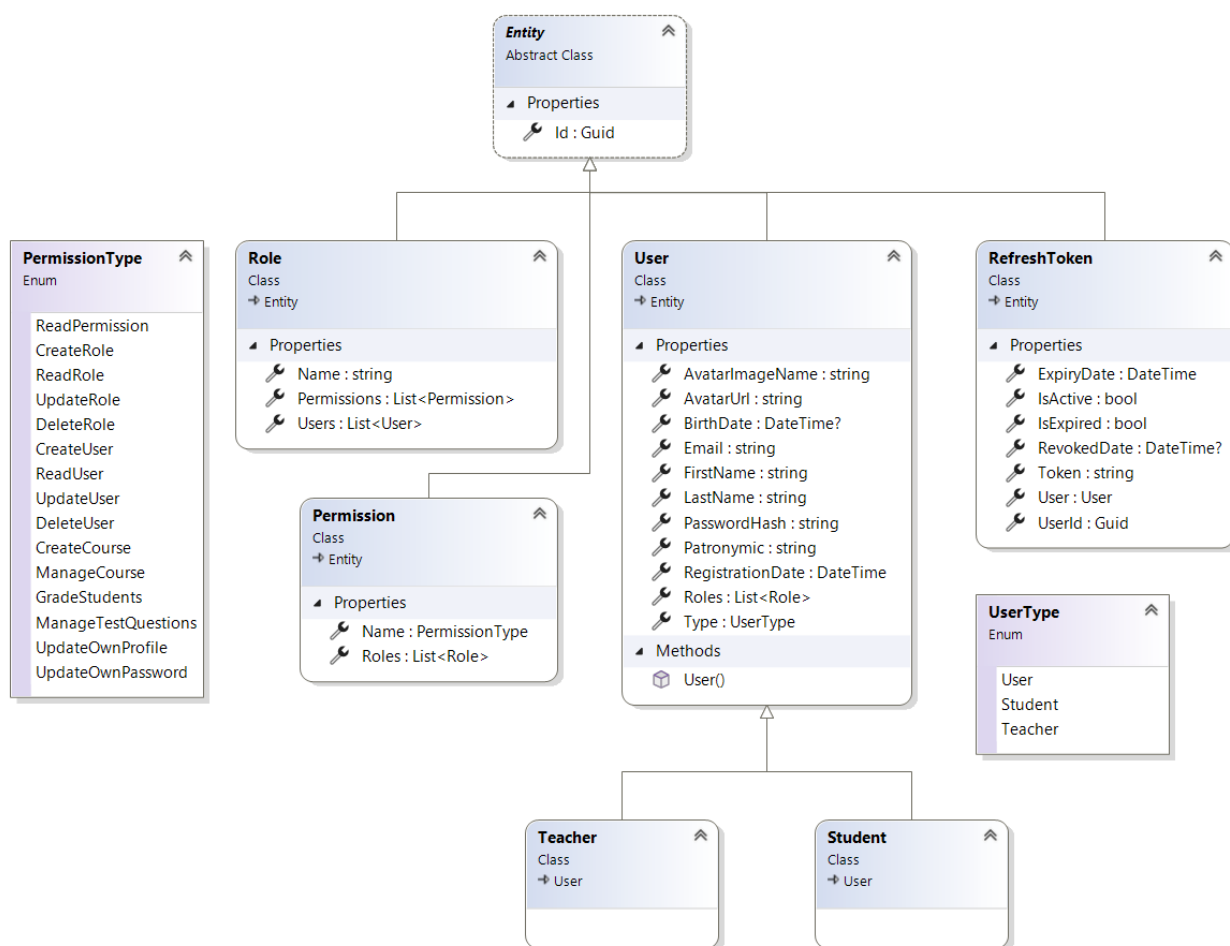 Entity
Abstract Class
Properties
Id : Guid
PermissionType
Enum
ReadPermission
CreateRole
ReadRole
UpdateRole
DeleteRole
CreateUser
ReadUser
UpdateUser
DeleteUser
CreateCourse
ManageCourse
GradeStudents
ManageTestQuestions
UpdateOwnProfile
UpdateOwnPassword
Role
Class
Entity
Properties
Name : string
Permissions : List<Permission>
Users : List<User>
Permission
Class
Entity
Properties
Name : PermissionType
Roles : List<Role>
User
Class
Entity
Properties
AvatarImageName : string
AvatarUrl : string
BirthDate : DateTime?
Email : string
FirstName : string
LastName : string
PasswordHash : string
Patronymic : string
RegistrationDate : DateTime
Roles : List<Role>
Type : UserType
Methods
User()
RefreshToken
Class
Entity
Properties
ExpiryDate : DateTime
IsActive : bool
IsExpired : bool
RevokedDate : DateTime?
Token : string
User : User
UserId : Guid
UserType
Enum
User
Student
Teacher
Teacher
Class
User
Student
Class
User